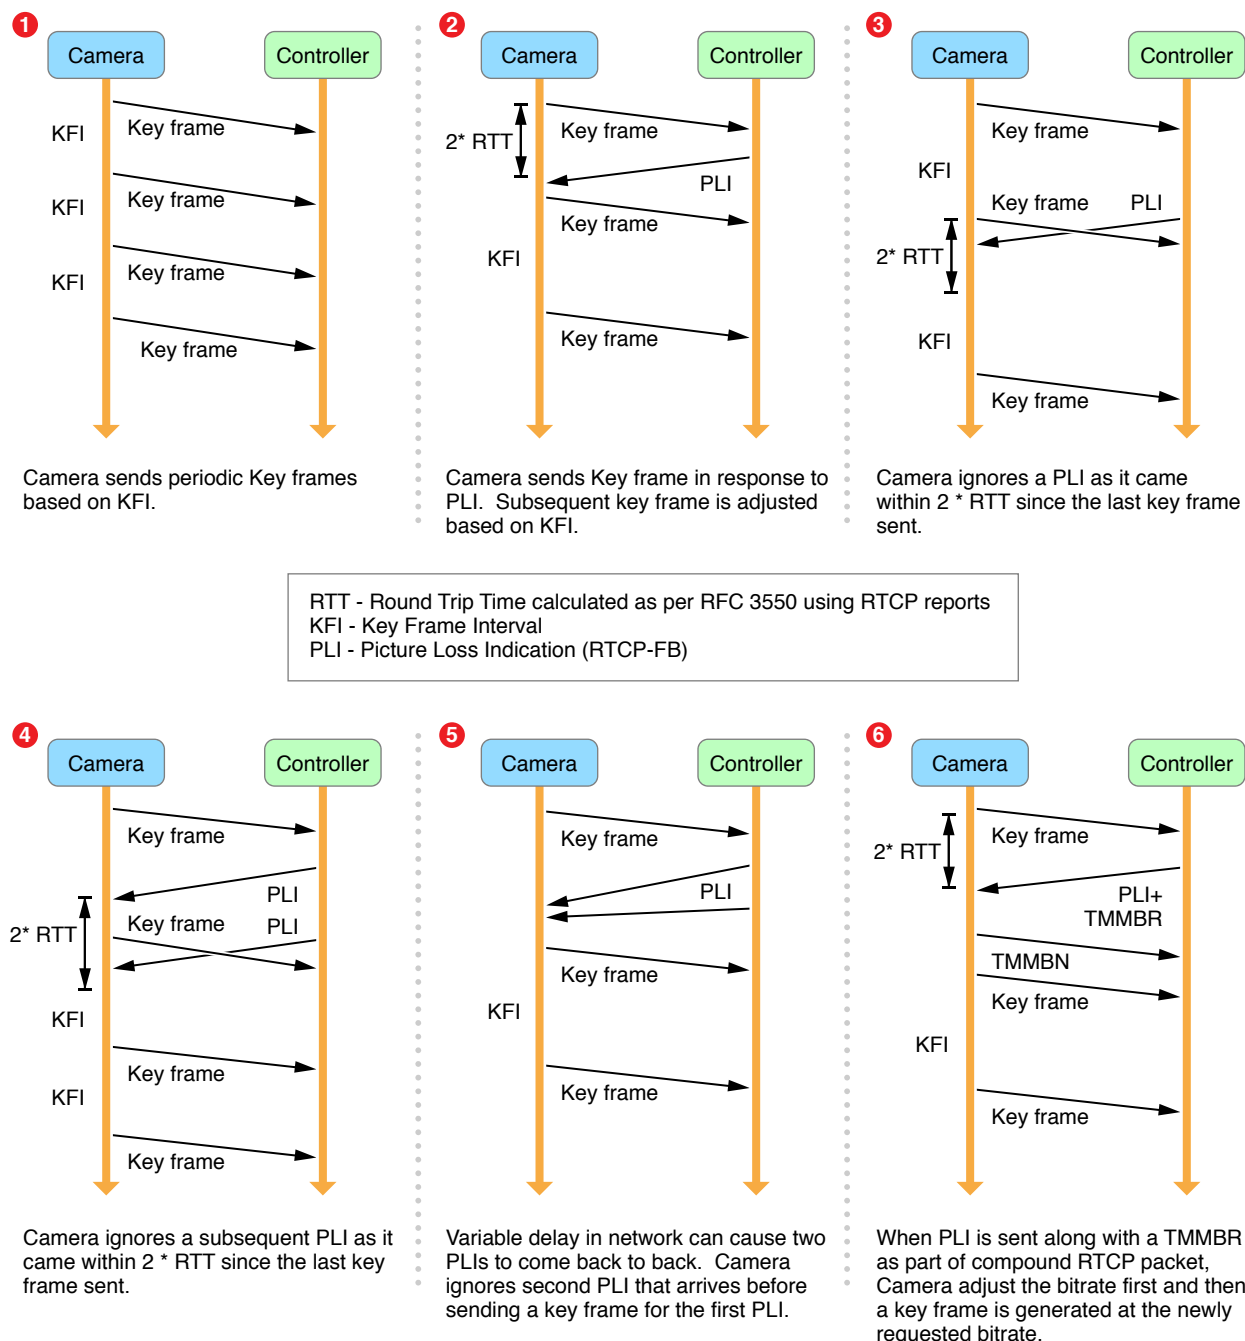 1
Camera
Controller
KFI
Key frame
KFI
Key frame
KFI
Key frame
Key frame
Camera sends periodic Key frames
based on KFI.
2
Camera
Controller
2* RTT
Key frame
PLI
Key frame
KFI
Key frame
Camera sends Key frame in response to
PLI.  Subsequent key frame is adjusted
based on KFI.
3
Camera
Controller
Key frame
KFI
Key frame
PLI
2* RTT
KFI
Key frame
Camera ignores a PLI as it came
within 2 * RTT since the last key frame
sent.
RTT - Round Trip Time calculated as per RFC 3550 using RTCP reports
KFI - Key Frame Interval
PLI - Picture Loss Indication (RTCP-FB)
4
Camera
Controller
Key frame
PLI
Key frame
PLI
2* RTT
KFI
Key frame
KFI
Key frame
Camera ignores a subsequent PLI as it
came within 2 * RTT since the last key
frame sent.
5
Camera
Controller
Key frame
PLI
Key frame
KFI
Key frame
Variable delay in network can cause two
PLIs to come back to back.  Camera
ignores second PLI that arrives before
sending a key frame for the first PLI.
6
Camera
Controller
Key frame
2* RTT
PLI+
TMMBR
TMMBN
Key frame
KFI
Key frame
When PLI is sent along with a TMMBR
as part of compound RTCP packet,
Camera adjust the bitrate first and then
a key frame is generated at the newly
requested bitrate.